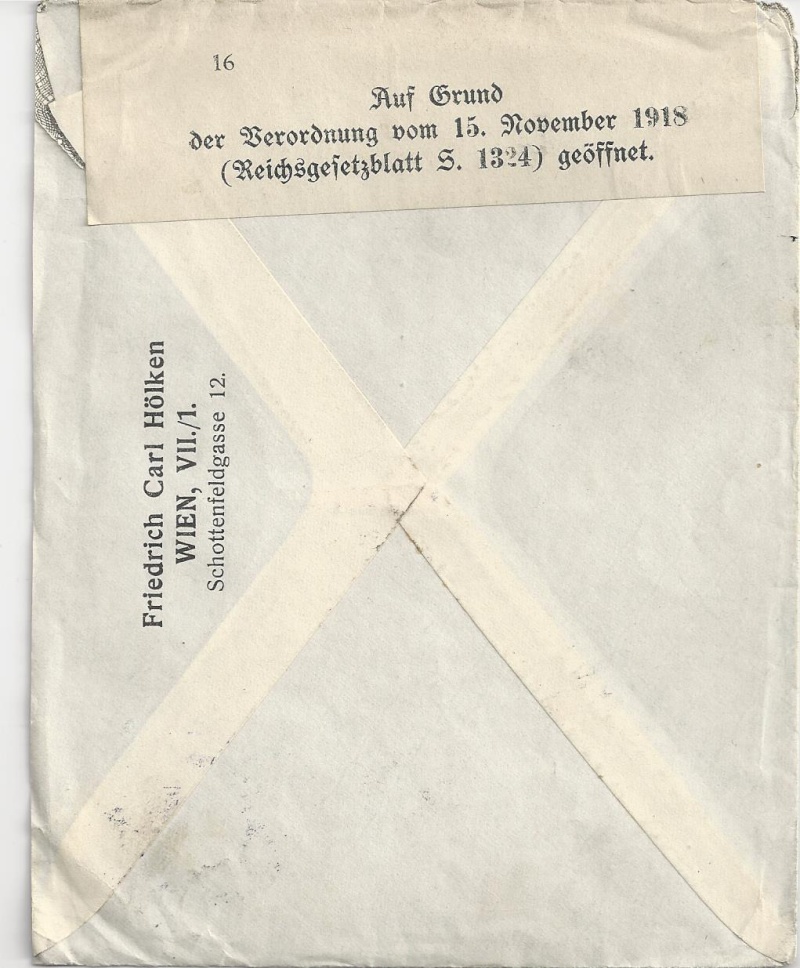 16
Auf Grund
der Verordnung vom 15. November 1918
(Reichsgesetzblatt S. 1324) geöffnet.
Friedrich Carl Hölken
WIEN, VII./1.
Schottenfeldgasse 12.